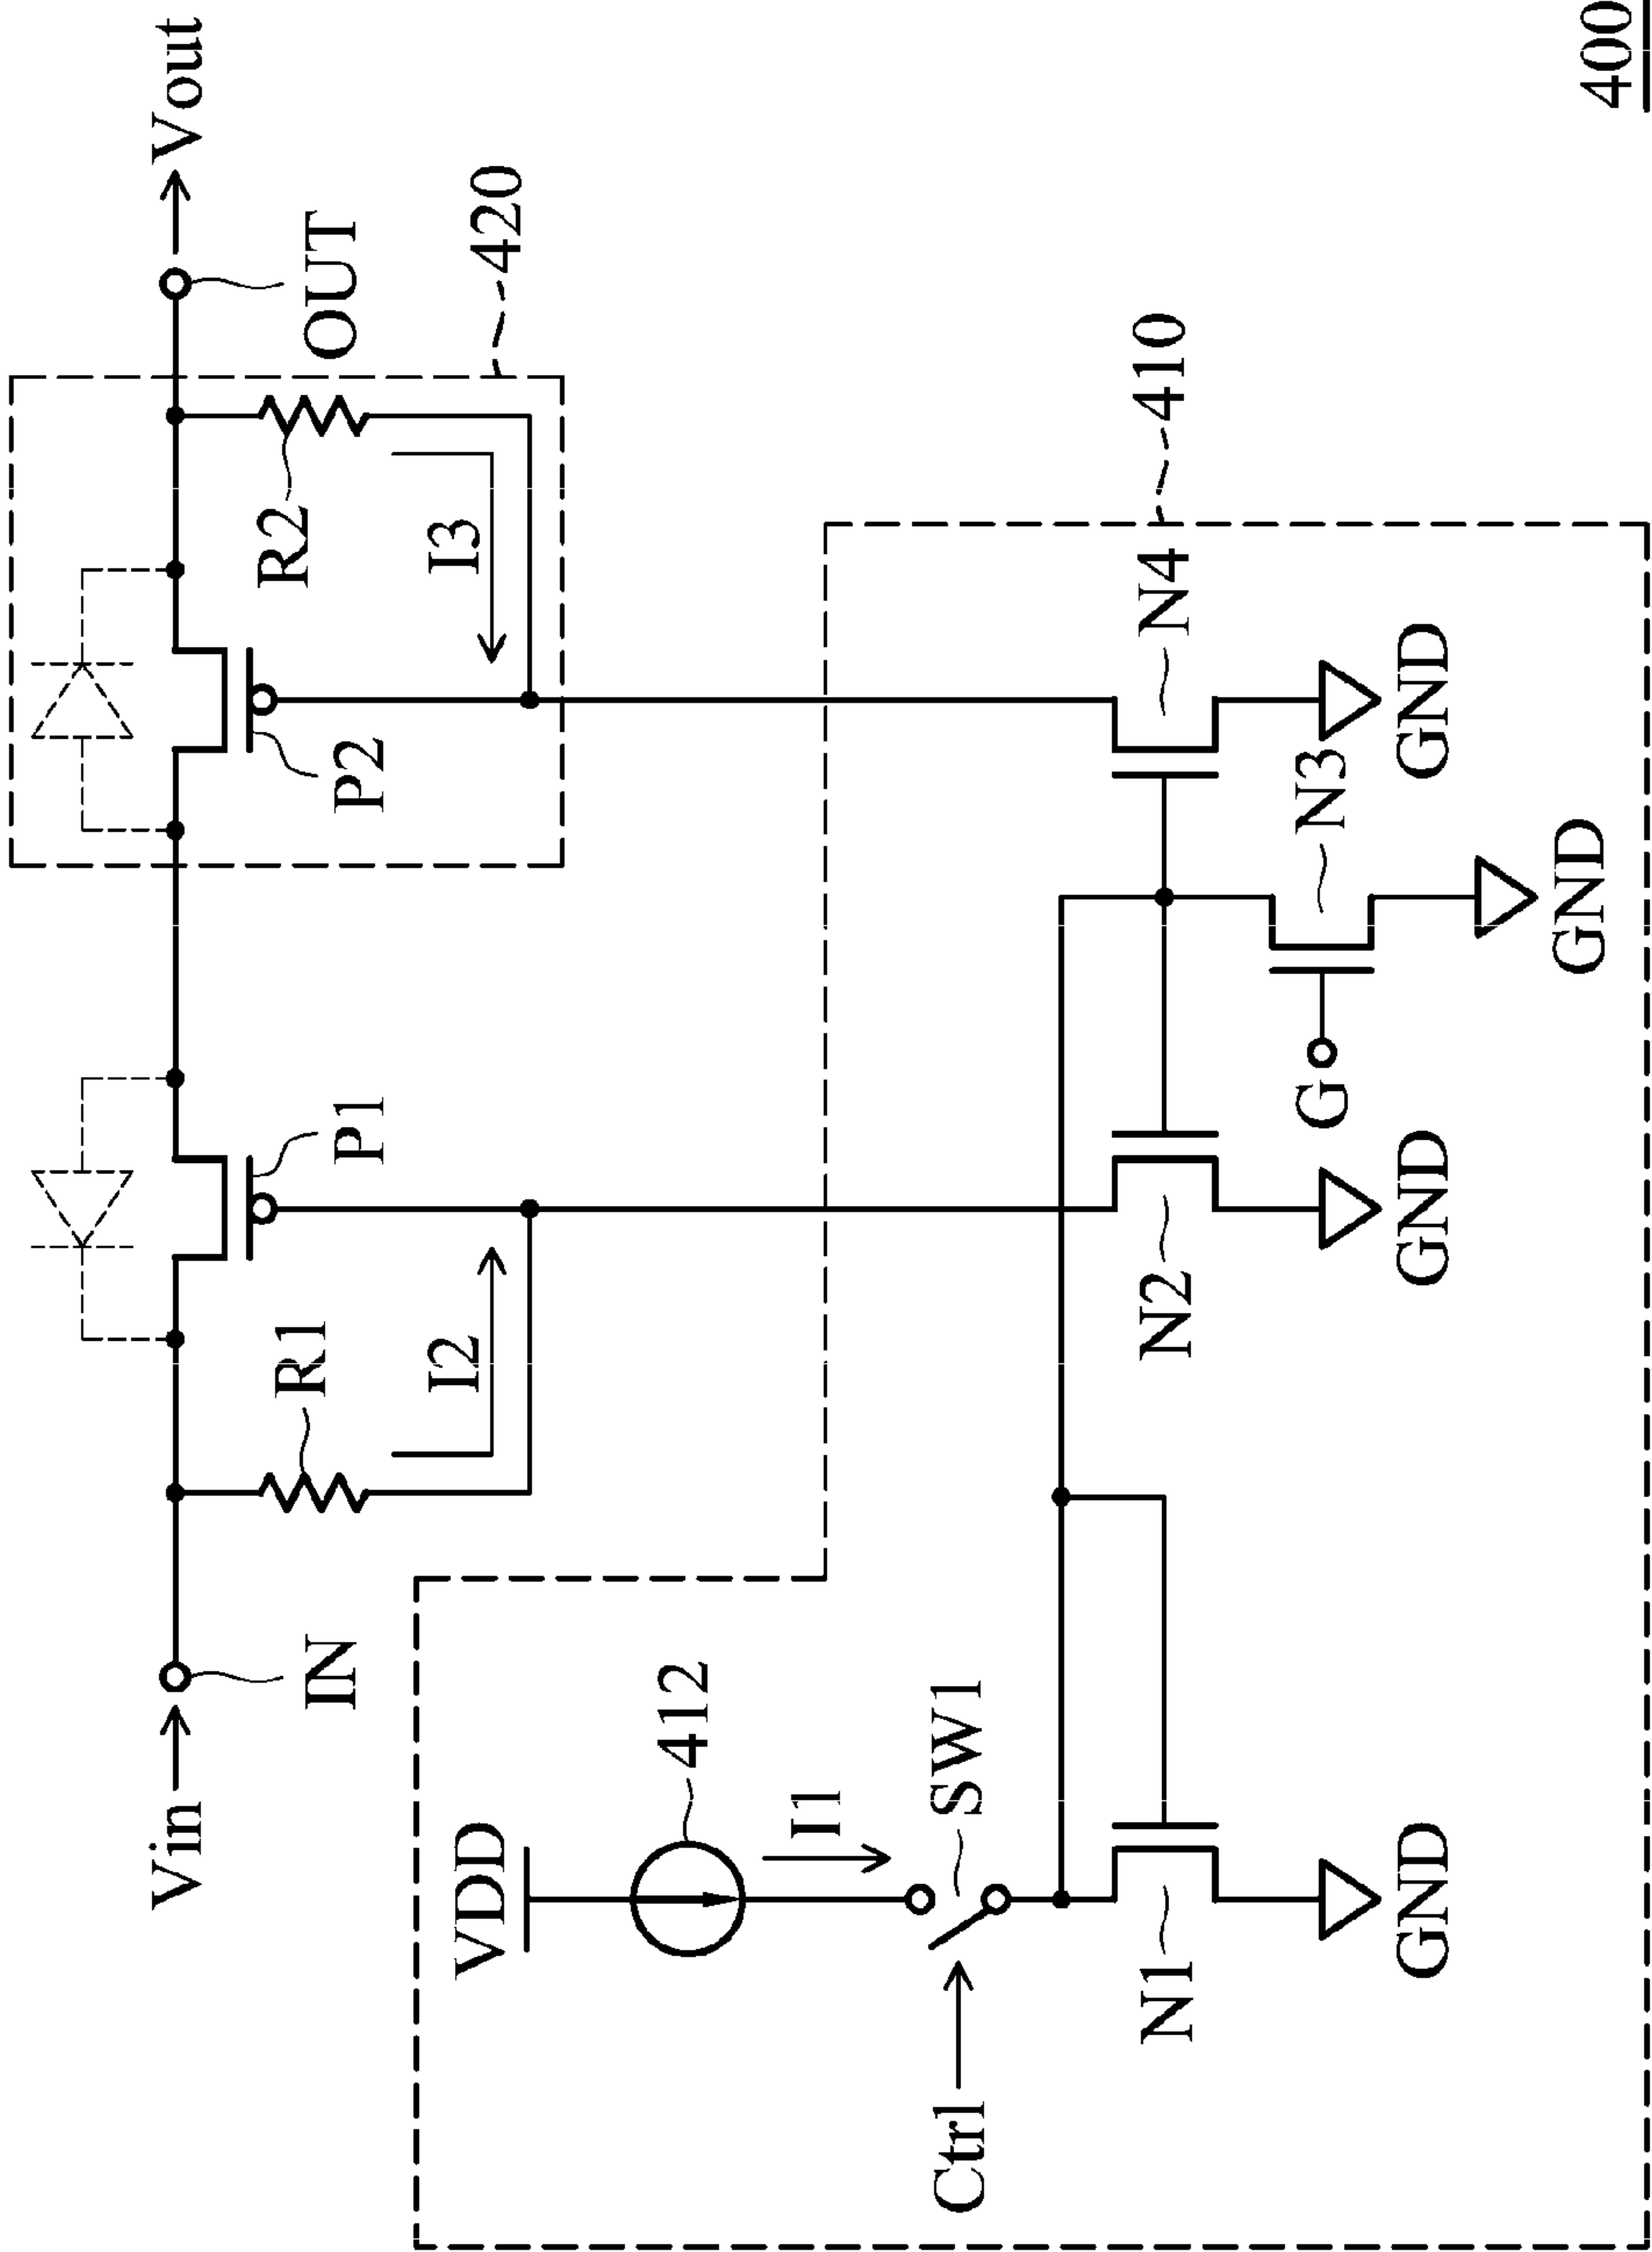 Vin
IN
R1
I2
P1
P2
R2
I3
OUT
Vout
420
VDD
412
I1
SW1
Ctrl
N1
GND
N2
GND
G
N3
GND
N4
GND
410
400